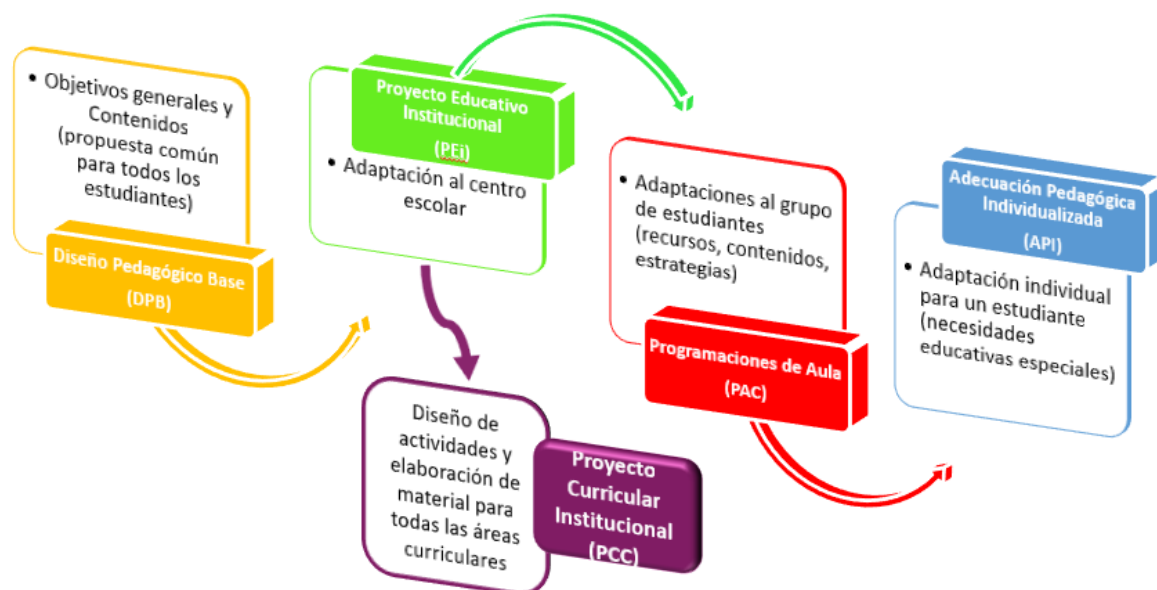 • Objetivos generales y
Contenidos
(propuesta común
para todos los
estudiantes)
Diseño Pedagógico Base
(DPB)
Proyecto Educativo
Institucional
(PEi)
• Adaptación al centro
escolar
Diseño de
actividades y
elaboración de
material para
todas las áreas
curriculares
Proyecto
Curricular
Institucional
(PCC)
• Adaptaciones al grupo
de estudiantes
(recursos, contenidos,
estrategias)
Programaciones de Aula
(PAC)
Adecuación Pedagógica
Individualizada
(API)
• Adaptación individual
para un estudiante
(necesidades
educativas especiales)